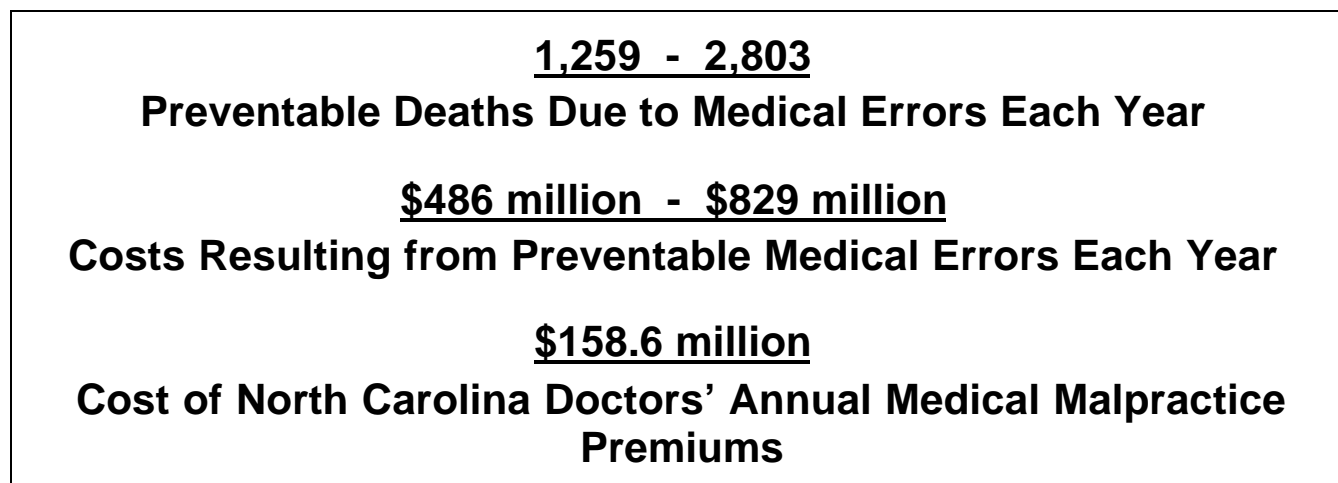 1,259 - 2,803
Preventable Deaths Due to Medical Errors Each Year
$486 million - $829 million
Costs Resulting from Preventable Medical Errors Each Year
$158.6 million
Cost of North Carolina Doctors’ Annual Medical Malpractice
Premiums